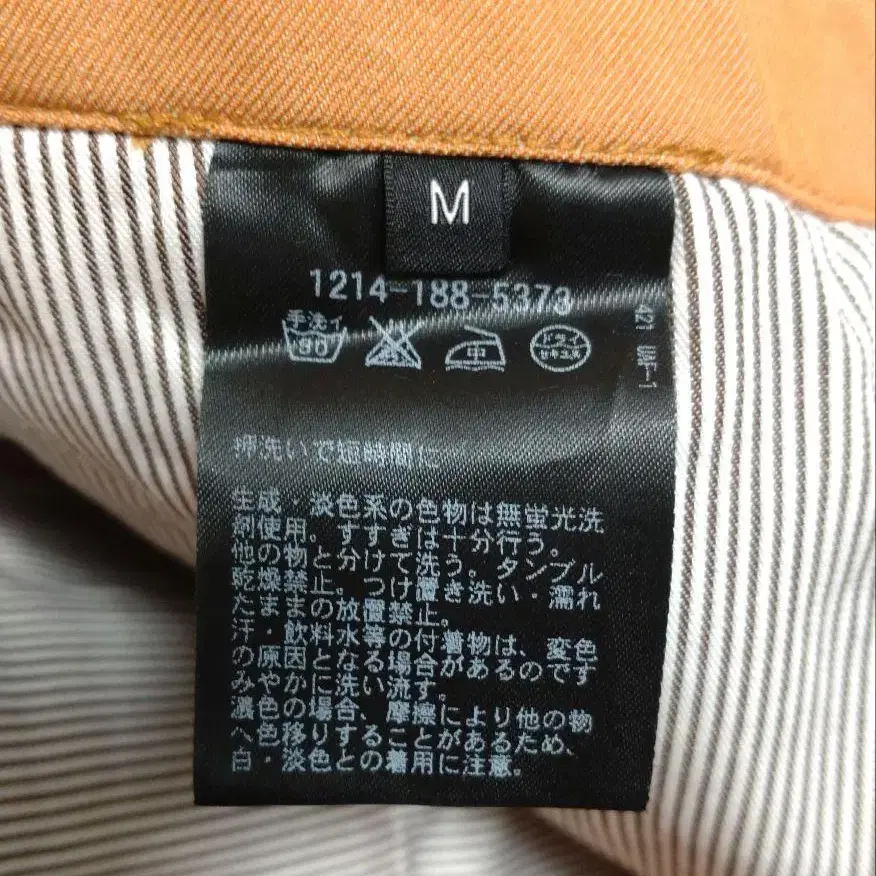 M
1214-188-5373
手洗イ
30
中
ドライ
セキユ系
押洗いで短時間に
生成・淡色系の色物は無蛍光洗
剤使用。すすぎは十分行う。
他の物と分けて洗う。タンブル
乾燥禁止。つけ置き洗い・濡れ
たままの放置禁止。
汗・飲料水等の付着物は、変色
の原因となる場合があるのです
みやかに洗い流す。
濃色の場合、摩擦により他の物
へ色移りすることがあるため、
白・淡色との着用に注意。